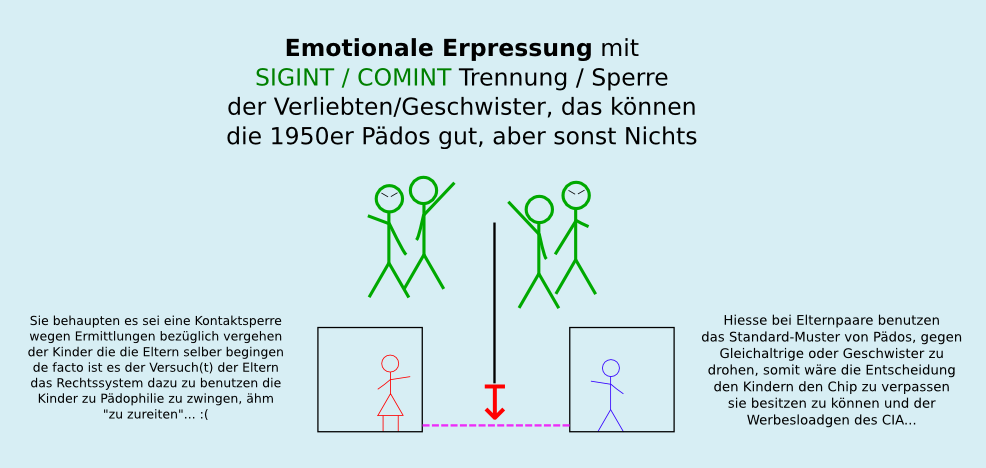 Emotionale Erpressung mit
SIGINT / COMINT Trennung / Sperre
der Verliebten/Geschwister, das können
die 1950er Pädos gut, aber sonst Nichts
Sie behaupten es sei eine Kontaktsperre
wegen Ermittlungen bezüglich vergehen
der Kinder die die Eltern selber begingen
de facto ist es der Versuch(t) der Eltern
das Rechtssystem dazu zu benutzen die
Kinder zu Pädophilie zu zwingen, ähm
"zu zureiten"... :(
Hiesse bei Elternpaare benutzen
das Standard-Muster von Pädos, gegen
Gleichaltrige oder Geschwister zu
drohen, somit wäre die Entscheidung
den Kindern den Chip zu verpassen
sie besitzen zu können und der
Werbesloadgen des CIA...